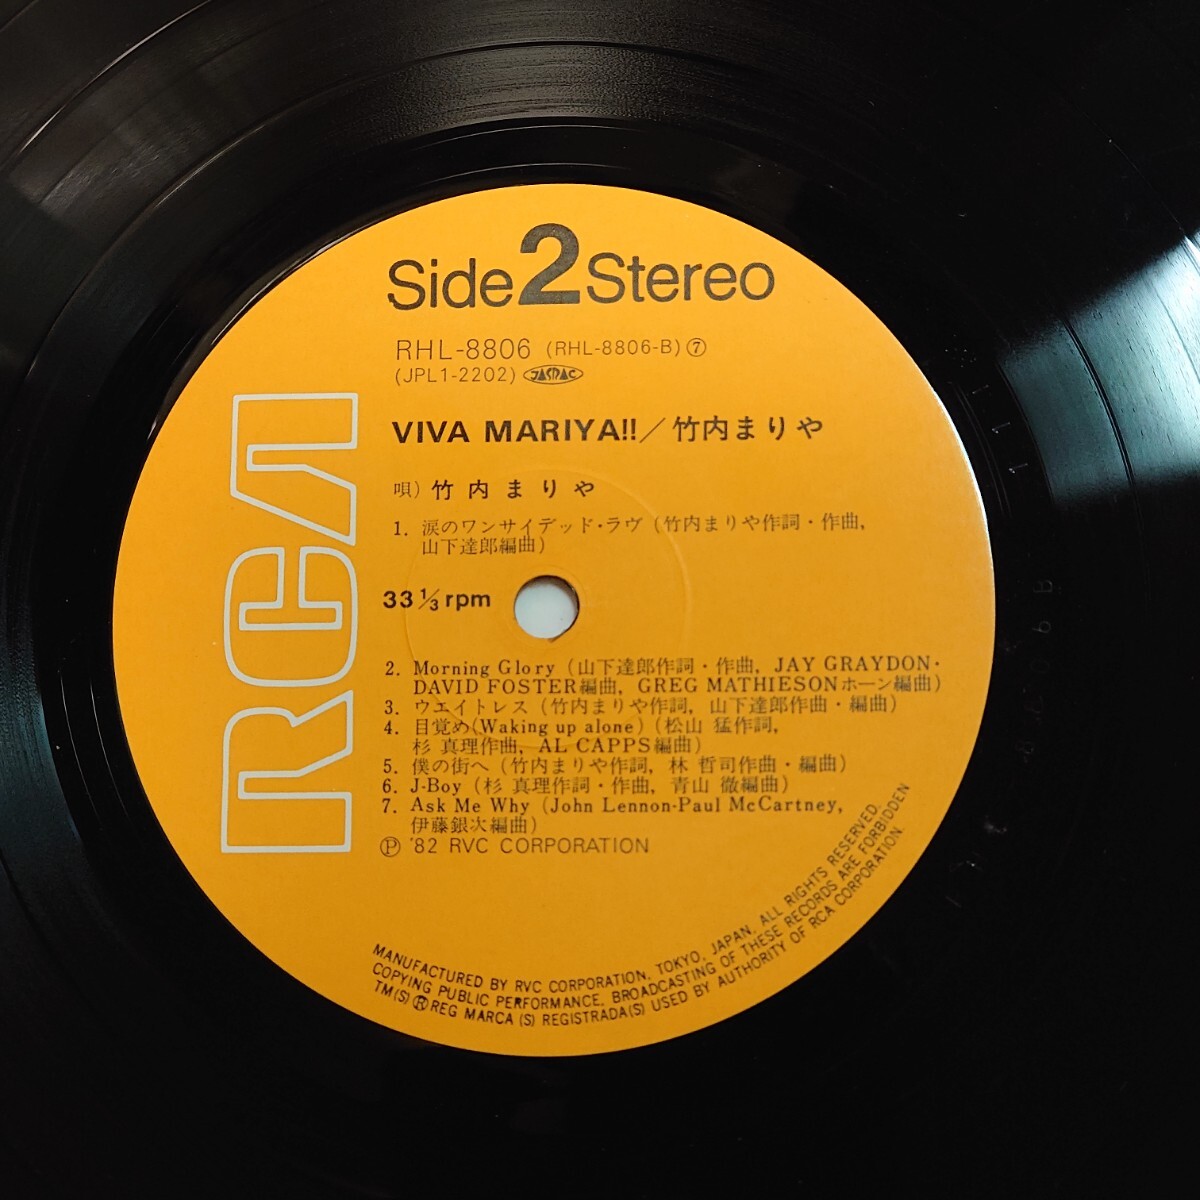 Side 2 Stereo
RHL-8806 (RHL-8806-B) ⑦
(JPL1-2202) JASRAC
VIVA MARIYA!!／竹内まりや
唄) 竹内まりや
1. 涙のワンサイデッド・ラヴ (竹内まりや作詞・作曲,
山下達郎編曲)
33 1/3 rpm
2. Morning Glory (山下達郎作詞・作曲, JAY GRAYDON・
DAVID FOSTER編曲, GREG MATHIESONホーン編曲)
3. ウエイトレス (竹内まりや作詞, 山下達郎作曲・編曲)
4. 目覚め(Waking up alone) (松山 猛作詞,
杉 真理作曲, AL CAPPS編曲)
5. 僕の街へ (竹内まりや作詞, 林 哲司作曲・編曲)
6. J-Boy (杉 真理作詞・作曲, 青山 徹編曲)
7. Ask Me Why (John Lennon-Paul McCartney,
伊藤銀次編曲)
Ⓟ '82 RVC CORPORATION
RCA
MANUFACTURED BY RVC CORPORATION, TOKYO, JAPAN, ALL RIGHTS RESERVED.
COPYING PUBLIC PERFORMANCE, BROADCASTING OF THESE RECORDS ARE FORBIDDEN
TM(S) ® REG MARCA (S) REGISTRADA(S) USED BY AUTHORITY OF RCA CORPORATION.